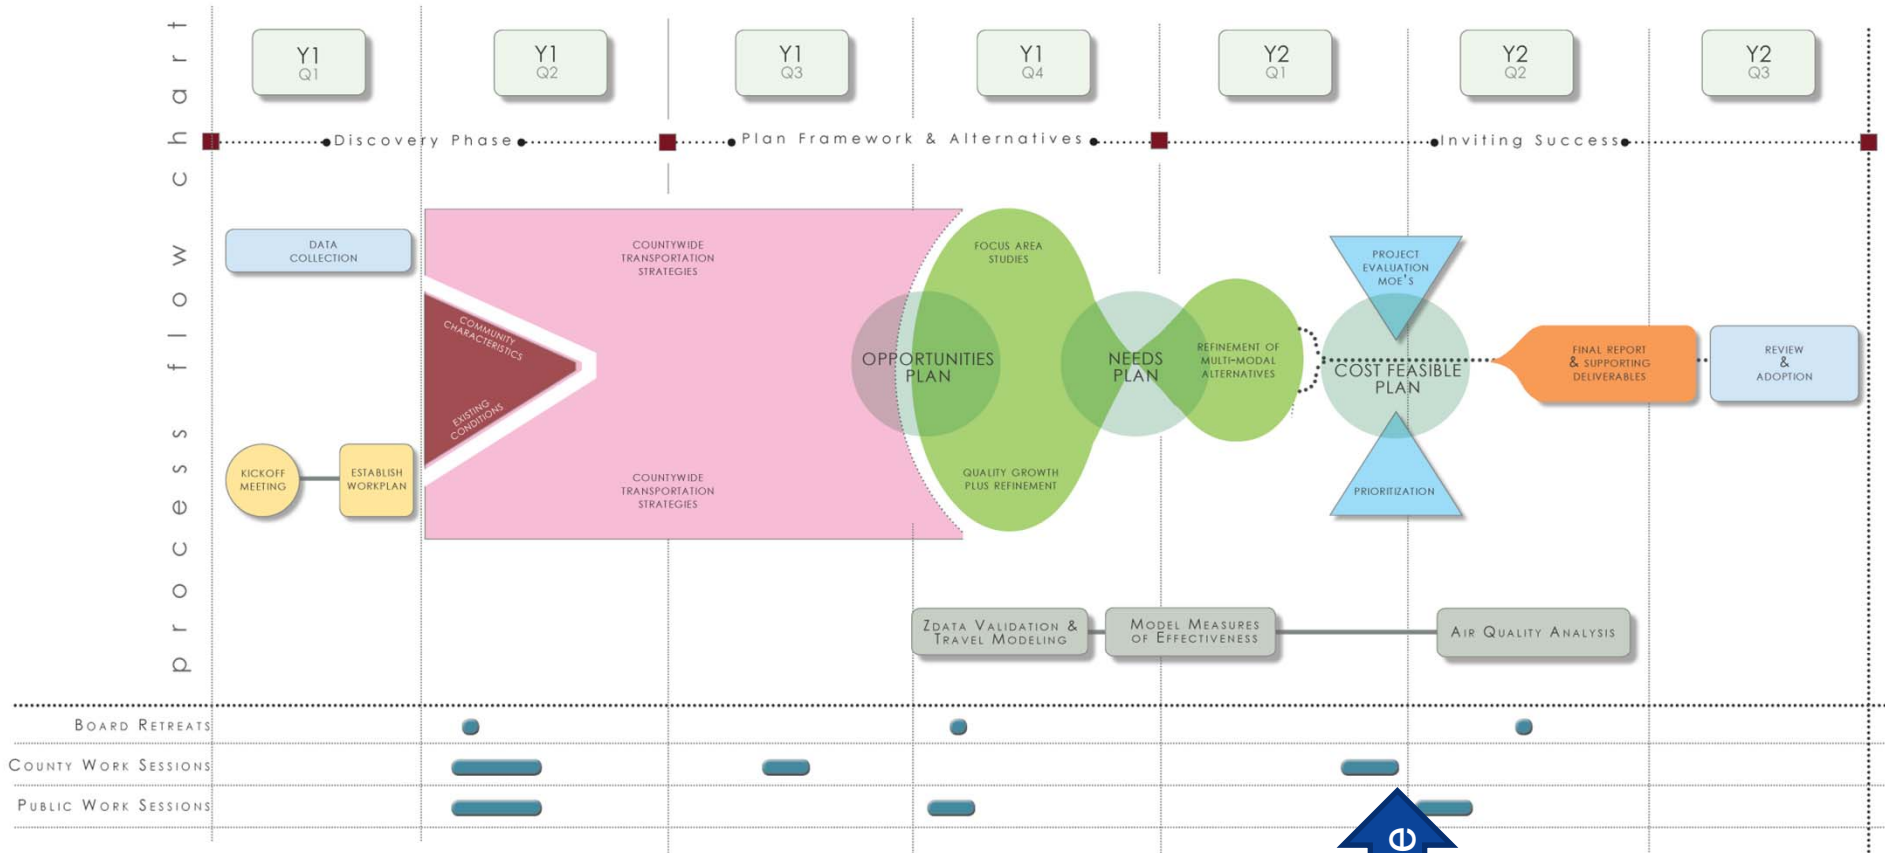 process flow chart
Y1
Q1
Y1
Q2
Y1
Q3
Y1
Q4
Y2
Q1
Y2
Q2
Y2
Q3
Discovery Phase
Plan Framework & Alternatives
Inviting Success
DATA
COLLECTION
COMMUNITY
CHARACTERISTICS
EXISTING
CONDITIONS
KICKOFF
MEETING
ESTABLISH
WORKPLAN
COUNTYWIDE
TRANSPORTATION
STRATEGIES
COUNTYWIDE
TRANSPORTATION
STRATEGIES
FOCUS AREA
STUDIES
OPPORTUNITIES
PLAN
QUALITY GROWTH
PLUS REFINEMENT
NEEDS
PLAN
REFINEMENT OF
MULTI-MODAL
ALTERNATIVES
PROJECT
EVALUATION
MOE'S
COST FEASIBLE
PLAN
PRIORITIZATION
FINAL REPORT
& SUPPORTING
DELIVERABLES
REVIEW
&
ADOPTION
ZDATA VALIDATION &
TRAVEL MODELING
MODEL MEASURES
OF EFFECTIVENESS
AIR QUALITY ANALYSIS
BOARD RETREATS
COUNTY WORK SESSIONS
PUBLIC WORK SESSIONS